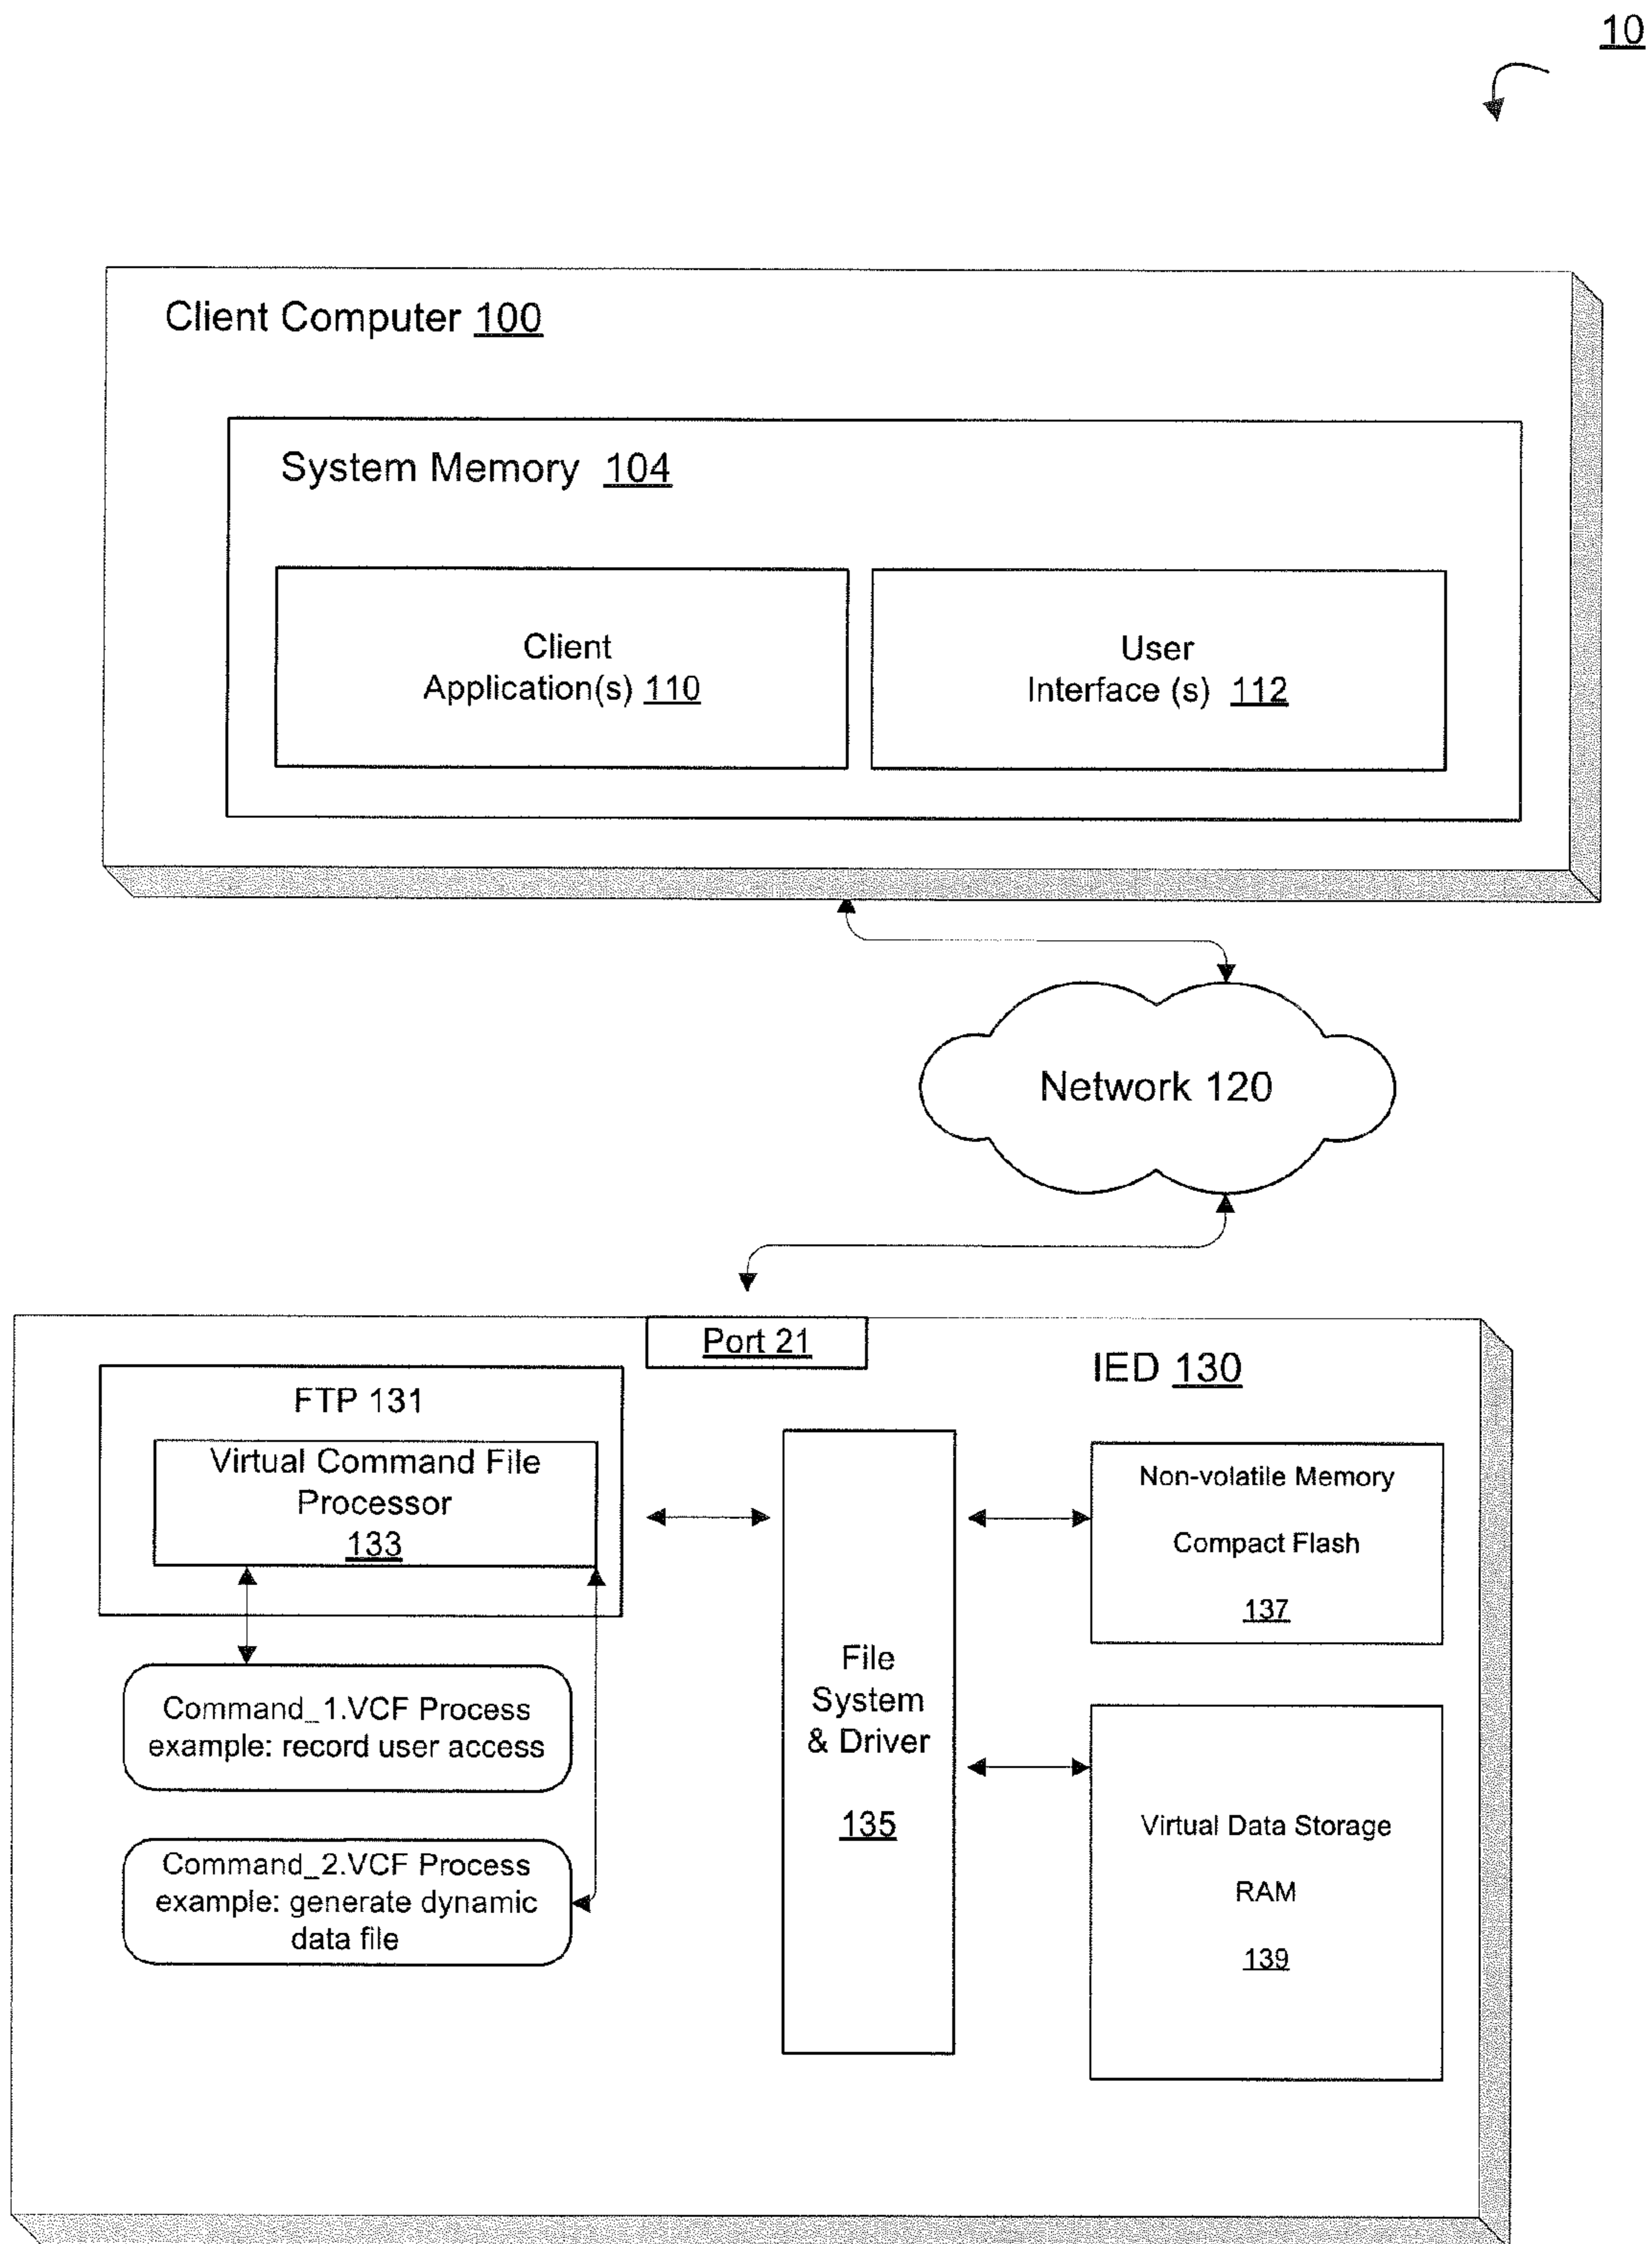 10
Client Computer 100
System Memory 104
Client
Application(s) 110
User
Interface (s) 112
Network 120
Port 21
IED 130
FTP 131
Virtual Command File
Processor
133
Command_1.VCF Process
example: record user access
Command_2.VCF Process
example: generate dynamic
data file
File
System
& Driver
135
Non-volatile Memory
Compact Flash
137
Virtual Data Storage
RAM
139